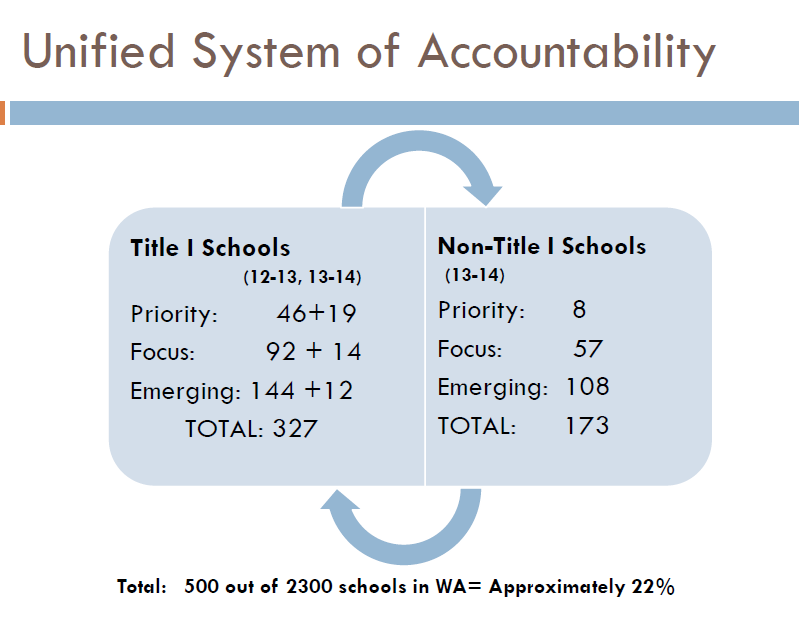 Unified System of Accountability
Title I Schools
(12-13, 13-14)
Priority: 46+19
Focus: 92 + 14
Emerging: 144 +12
TOTAL: 327
Non-Title I Schools
(13-14)
Priority: 8
Focus: 57
Emerging: 108
TOTAL: 173
Total: 500 out of 2300 schools in WA= Approximately 22%